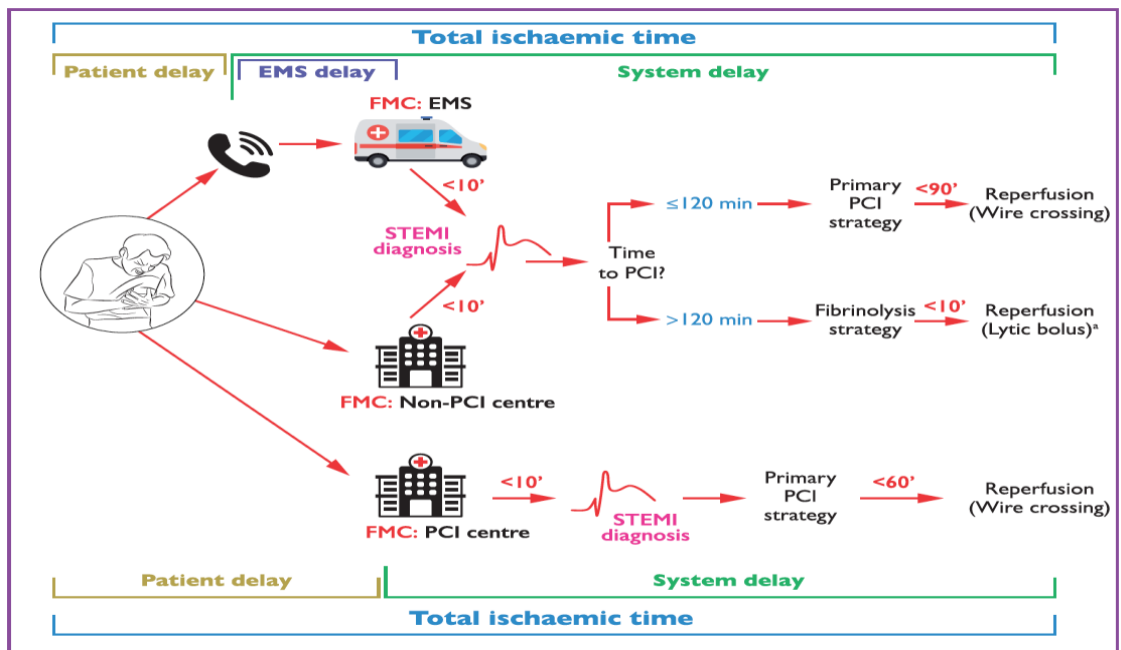 Total ischaemic time
Patient delay
EMS delay
System delay
FMC: EMS
<10'
STEMI
diagnosis
<10'
FMC: Non-PCI centre
Time
to PCI?
≤120 min
Primary
PCI
strategy
<90'
Reperfusion
(Wire crossing)
>120 min
Fibrinolysis
strategy
<10'
Reperfusion
(Lytic bolus)ª
FMC: PCI centre
<10'
STEMI
diagnosis
Primary
PCI
strategy
<60'
Reperfusion
(Wire crossing)
Patient delay
System delay
Total ischaemic time